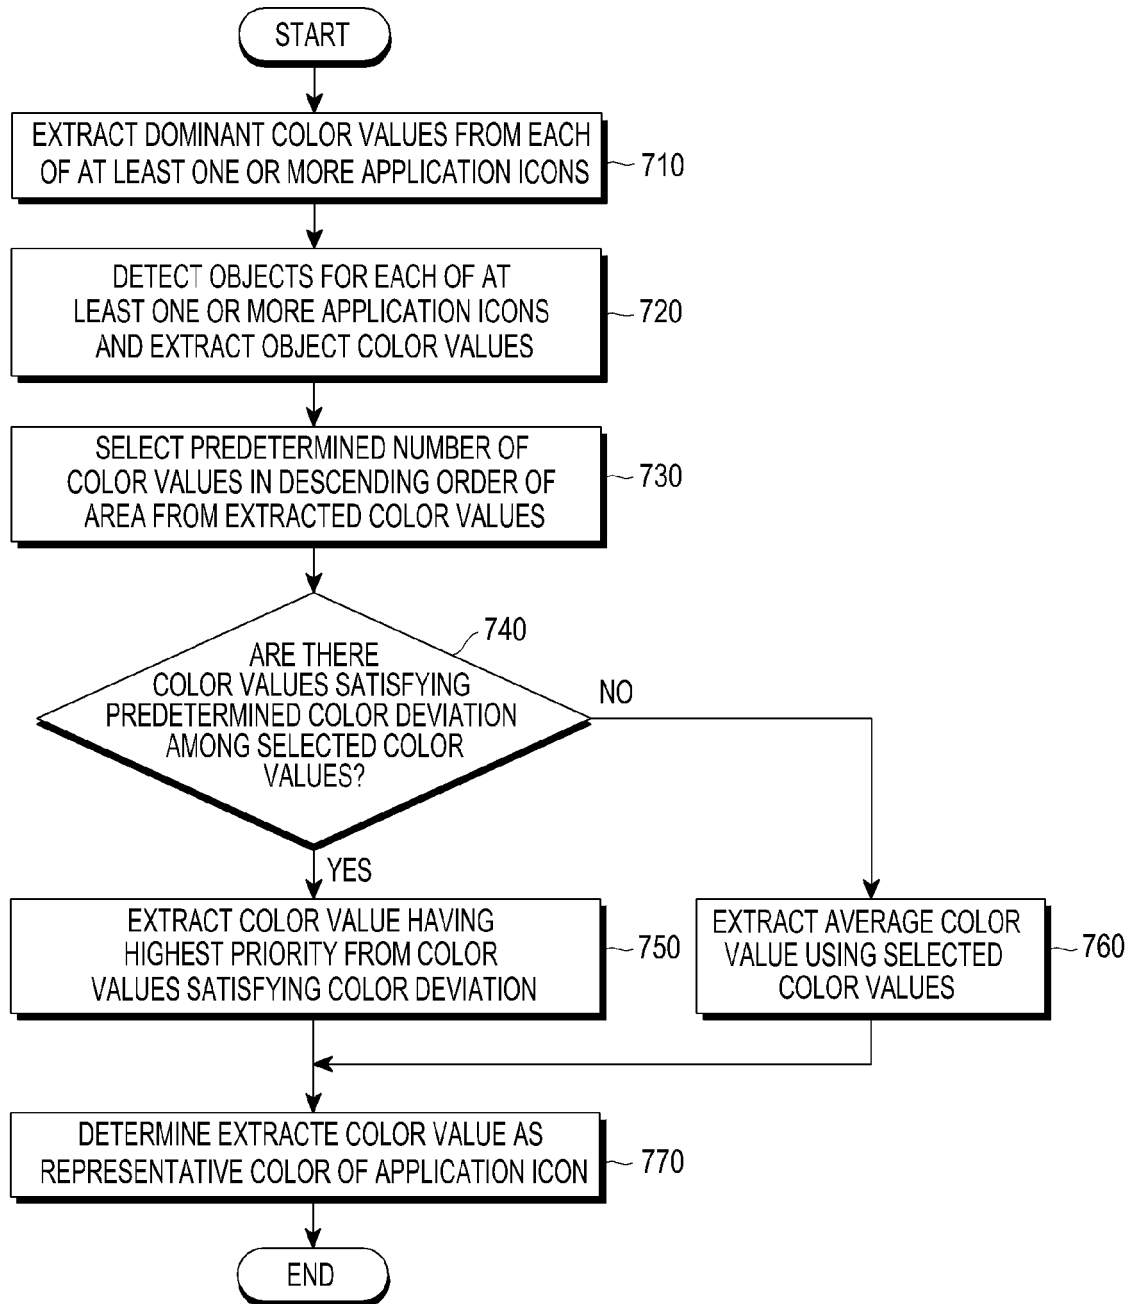 START
EXTRACT DOMINANT COLOR VALUES FROM EACH
OF AT LEAST ONE OR MORE APPLICATION ICONS
710
DETECT OBJECTS FOR EACH OF AT
LEAST ONE OR MORE APPLICATION ICONS
AND EXTRACT OBJECT COLOR VALUES
720
SELECT PREDETERMINED NUMBER OF
COLOR VALUES IN DESCENDING ORDER OF
AREA FROM EXTRACTED COLOR VALUES
730
740
ARE THERE
COLOR VALUES SATISFYING
PREDETERMINED COLOR DEVIATION
AMONG SELECTED COLOR
VALUES?
NO
YES
EXTRACT COLOR VALUE HAVING
HIGHEST PRIORITY FROM COLOR
VALUES SATISFYING COLOR DEVIATION
750
EXTRACT AVERAGE COLOR
VALUE USING SELECTED
COLOR VALUES
760
DETERMINE EXTRACTE COLOR VALUE AS
REPRESENTATIVE COLOR OF APPLICATION ICON
770
END